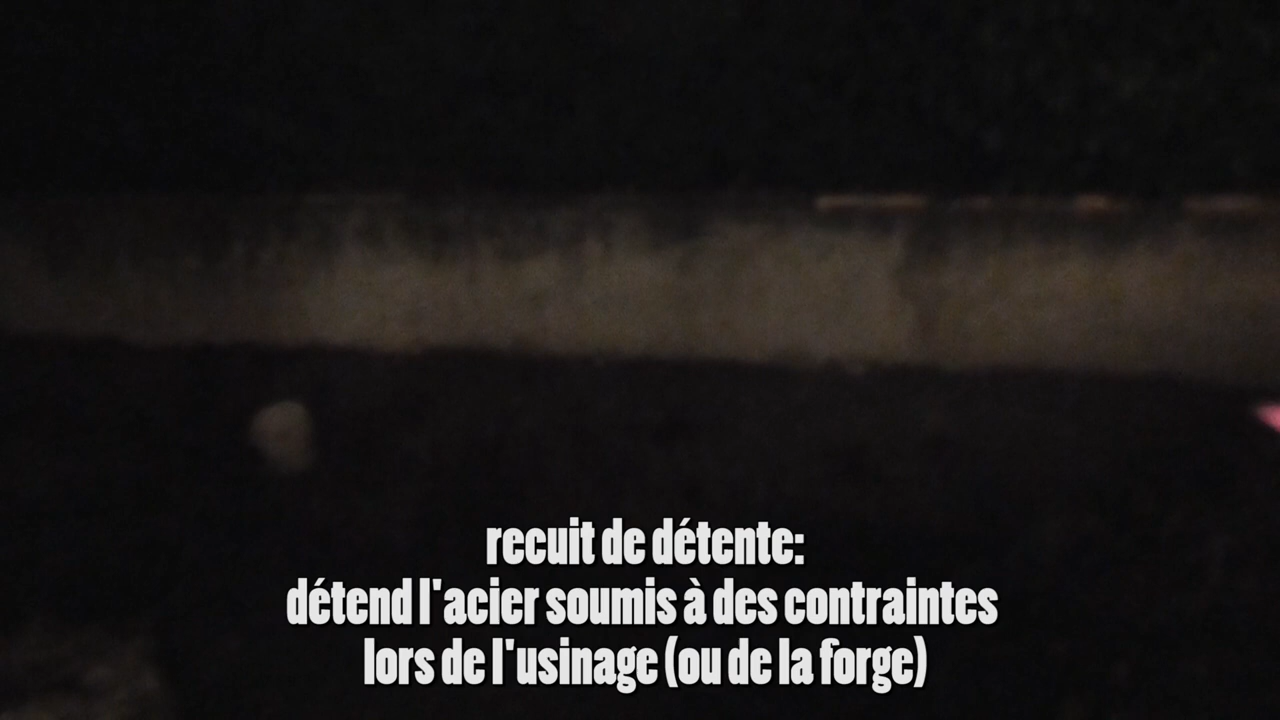 recuit de détente:
détend l'acier soumis à des contraintes
lors de l'usinage (ou de la forge)